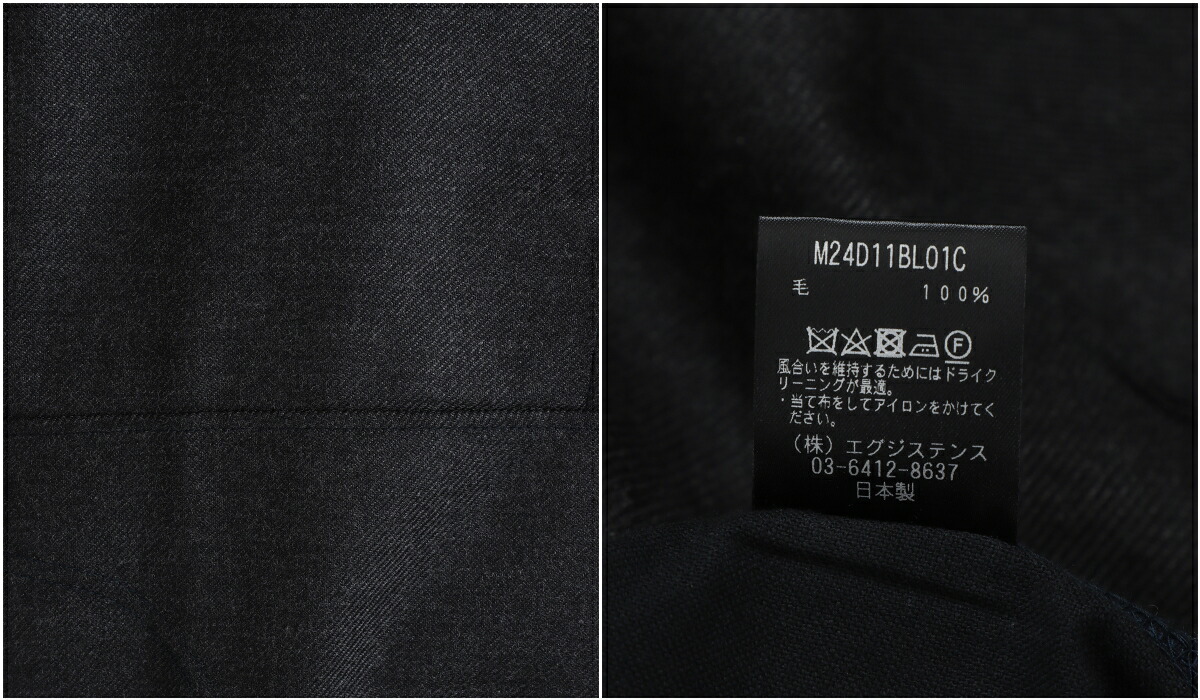 M24D11BL01C
毛 100%
F
風合いを維持するためにはドライク
リーニングが最適。
・当て布をしてアイロンをかけてく
ださい。
(株)エグジステンス
03-6412-8637
日本製